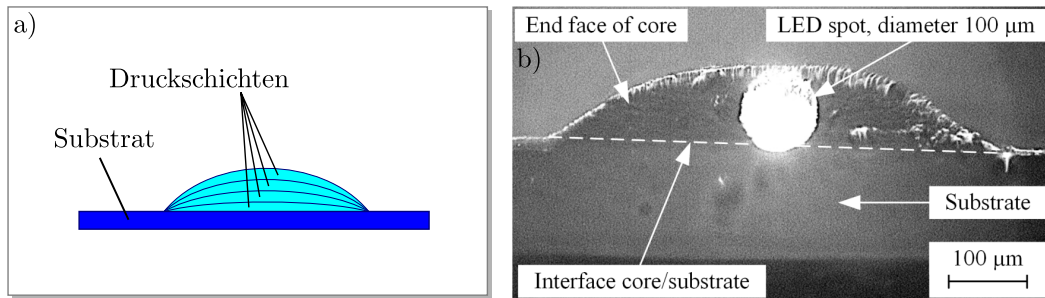 a)
Druckschichten
Substrat
End face of core
LED spot, diameter 100 μm
b)
Substrate
Interface core/substrate
100 μm